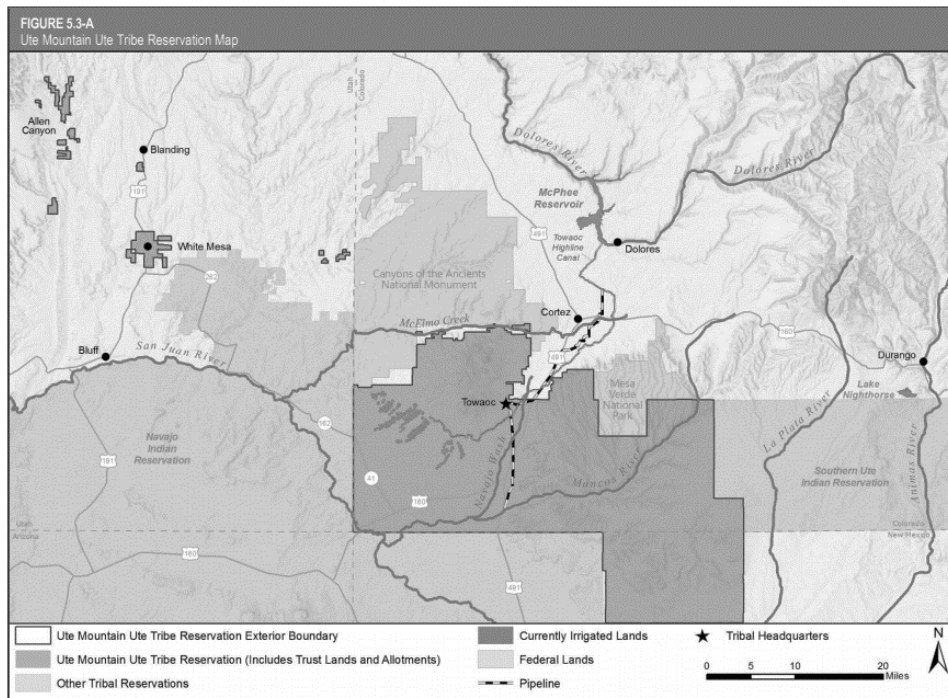 FIGURE 5.3-A
Ute Mountain Ute Tribe Reservation Map
Utah
Colorado
Allen
Canyon
Blanding
191
Dolores River
Dolores River
McPhee
Reservoir
491
Towaoc
Highline
Canal
Dolores
White Mesa
262
Canyons of the Ancients
National Monument
Cortez
McElmo Creek
160
Bluff
San Juan River
491
Durango
Mesa
Verde
National
Park
Lake
Nighthorse
Towaoc
162
Navajo
Indian
Reservation
191
41
160
Navajo Wash
Mancos River
La Plata River
Southern Ute
Indian Reservation
Animas River
Utah
Arizona
Colorado
New Mexico
160
491
Ute Mountain Ute Tribe Reservation Exterior Boundary
Ute Mountain Ute Tribe Reservation (Includes Trust Lands and Allotments)
Other Tribal Reservations
Currently Irrigated Lands
Federal Lands
Pipeline
Tribal Headquarters
N
0 5 10 20
Miles